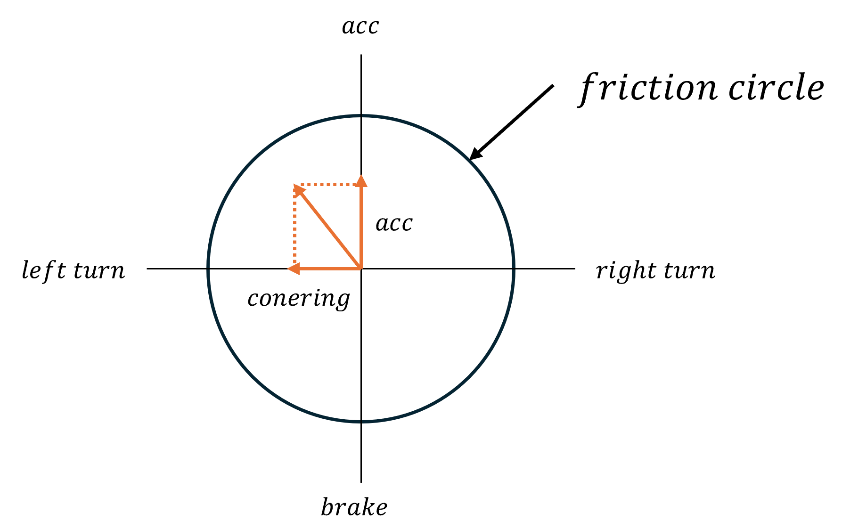 acc
friction circle
acc
left turn
right turn
conering
brake